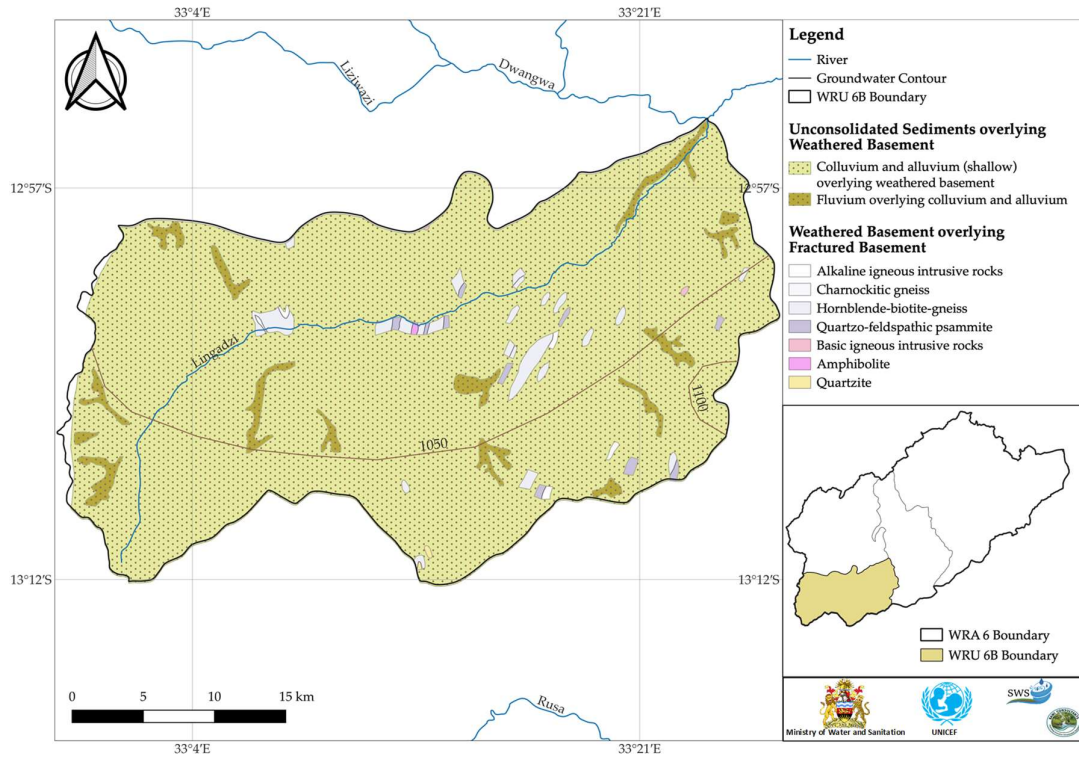 33°4'E
33°21'E
Liziwazi
Dwangwa
12°57'S
12°57'S
Lingadzi
1050
1100
13°12'S
13°12'S
0 5 10 15 km
Rusa
33°4'E
33°21'E
Legend
River
Groundwater Contour
WRU 6B Boundary
Unconsolidated Sediments overlying
Weathered Basement
Colluvium and alluvium (shallow)
overlying weathered basement
Fluvium overlying colluvium and alluvium
Weathered Basement overlying
Fractured Basement
Alkaline igneous intrusive rocks
Charnockitic gneiss
Hornblende-biotite-gneiss
Quartzo-feldspathic psammite
Basic igneous intrusive rocks
Amphibolite
Quartzite
WRA 6 Boundary
WRU 6B Boundary
Ministry of Water and Sanitation
UNICEF
SWS